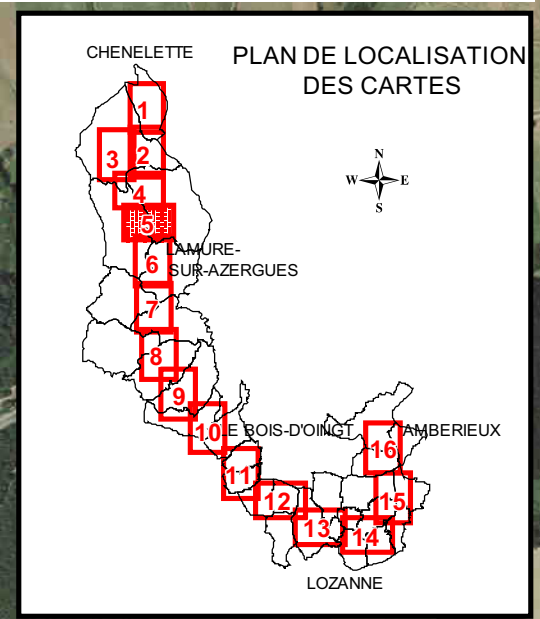 CHENELETTE
PLAN DE LOCALISATION
DES CARTES
1
3 2
4
5
LAMURE-
SUR-AZERGUES
6
7
8
9
10
LE BOIS-D'OINGT
AMBERIEUX
16
11
12
15
13
14
LOZANNE
N
W E
S